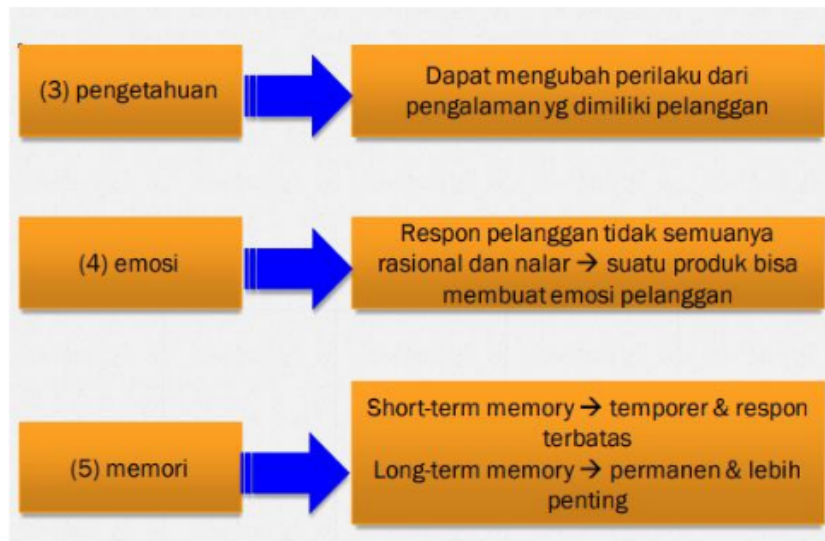 (3) pengetahuan
Dapat mengubah perilaku dari
pengalaman yg dimiliki pelanggan
(4) emosi
Respon pelanggan tidak semuanya
rasional dan nalar → suatu produk bisa
membuat emosi pelanggan
(5) memori
Short-term memory → temporer & respon
terbatas
Long-term memory → permanen & lebih
penting